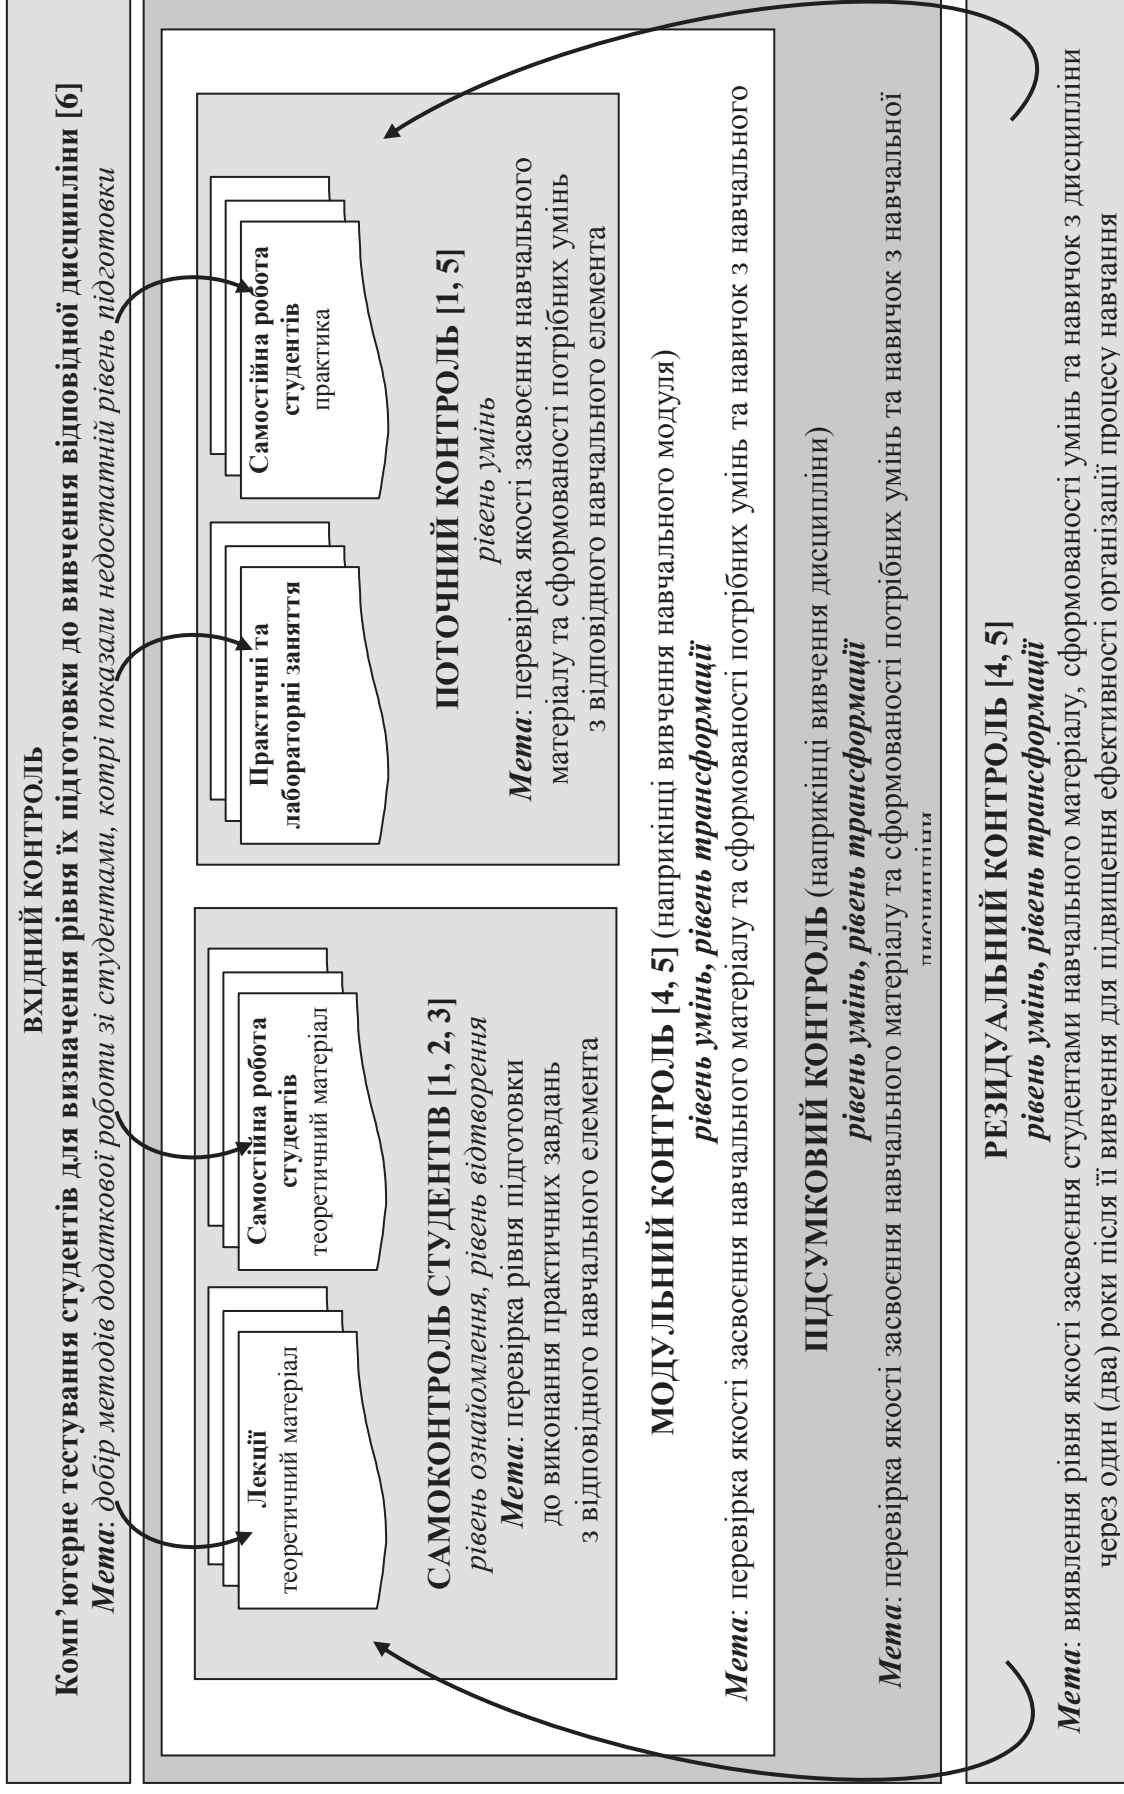 ВХІДНИЙ КОНТРОЛЬ
Комп’ютерне тестування студентів для визначення рівня їх підготовки до вивчення відповідної дисципліни [6]
Мета: добір методів додаткової роботи зі студентами, котрі показали недостатній рівень підготовки
Лекції
теоретичний матеріал
Самостійна робота
студентів
теоретичний матеріал
САМОКОНТРОЛЬ СТУДЕНТІВ [1, 2, 3]
рівень ознайомлення, рівень відтворення
Мета: перевірка рівня підготовки
до виконання практичних завдань
з відповідного навчального елемента
Практичні та
лабораторні заняття
Самостійна робота
студентів
практика
ПОТОЧНИЙ КОНТРОЛЬ [1, 5]
рівень умінь
Мета: перевірка якості засвоєння навчального
матеріалу та сформованості потрібних умінь
з відповідного навчального елемента
МОДУЛЬНИЙ КОНТРОЛЬ [4, 5] (наприкінці вивчення навчального модуля)
рівень умінь, рівень трансформації
Мета: перевірка якості засвоєння навчального матеріалу та сформованості потрібних умінь та навичок з навчального
ПІДСУМКОВИЙ КОНТРОЛЬ (наприкінці вивчення дисципліни)
рівень умінь, рівень трансформації
Мета: перевірка якості засвоєння навчального матеріалу та сформованості потрібних умінь та навичок з навчальної
дисципліни
РЕЗИДУАЛЬНИЙ КОНТРОЛЬ [4, 5]
рівень умінь, рівень трансформації
Мета: виявлення рівня якості засвоєння студентами навчального матеріалу, сформованості умінь та навичок з дисципліни
через один (два) роки після її вивчення для підвищення ефективності організації процесу навчання